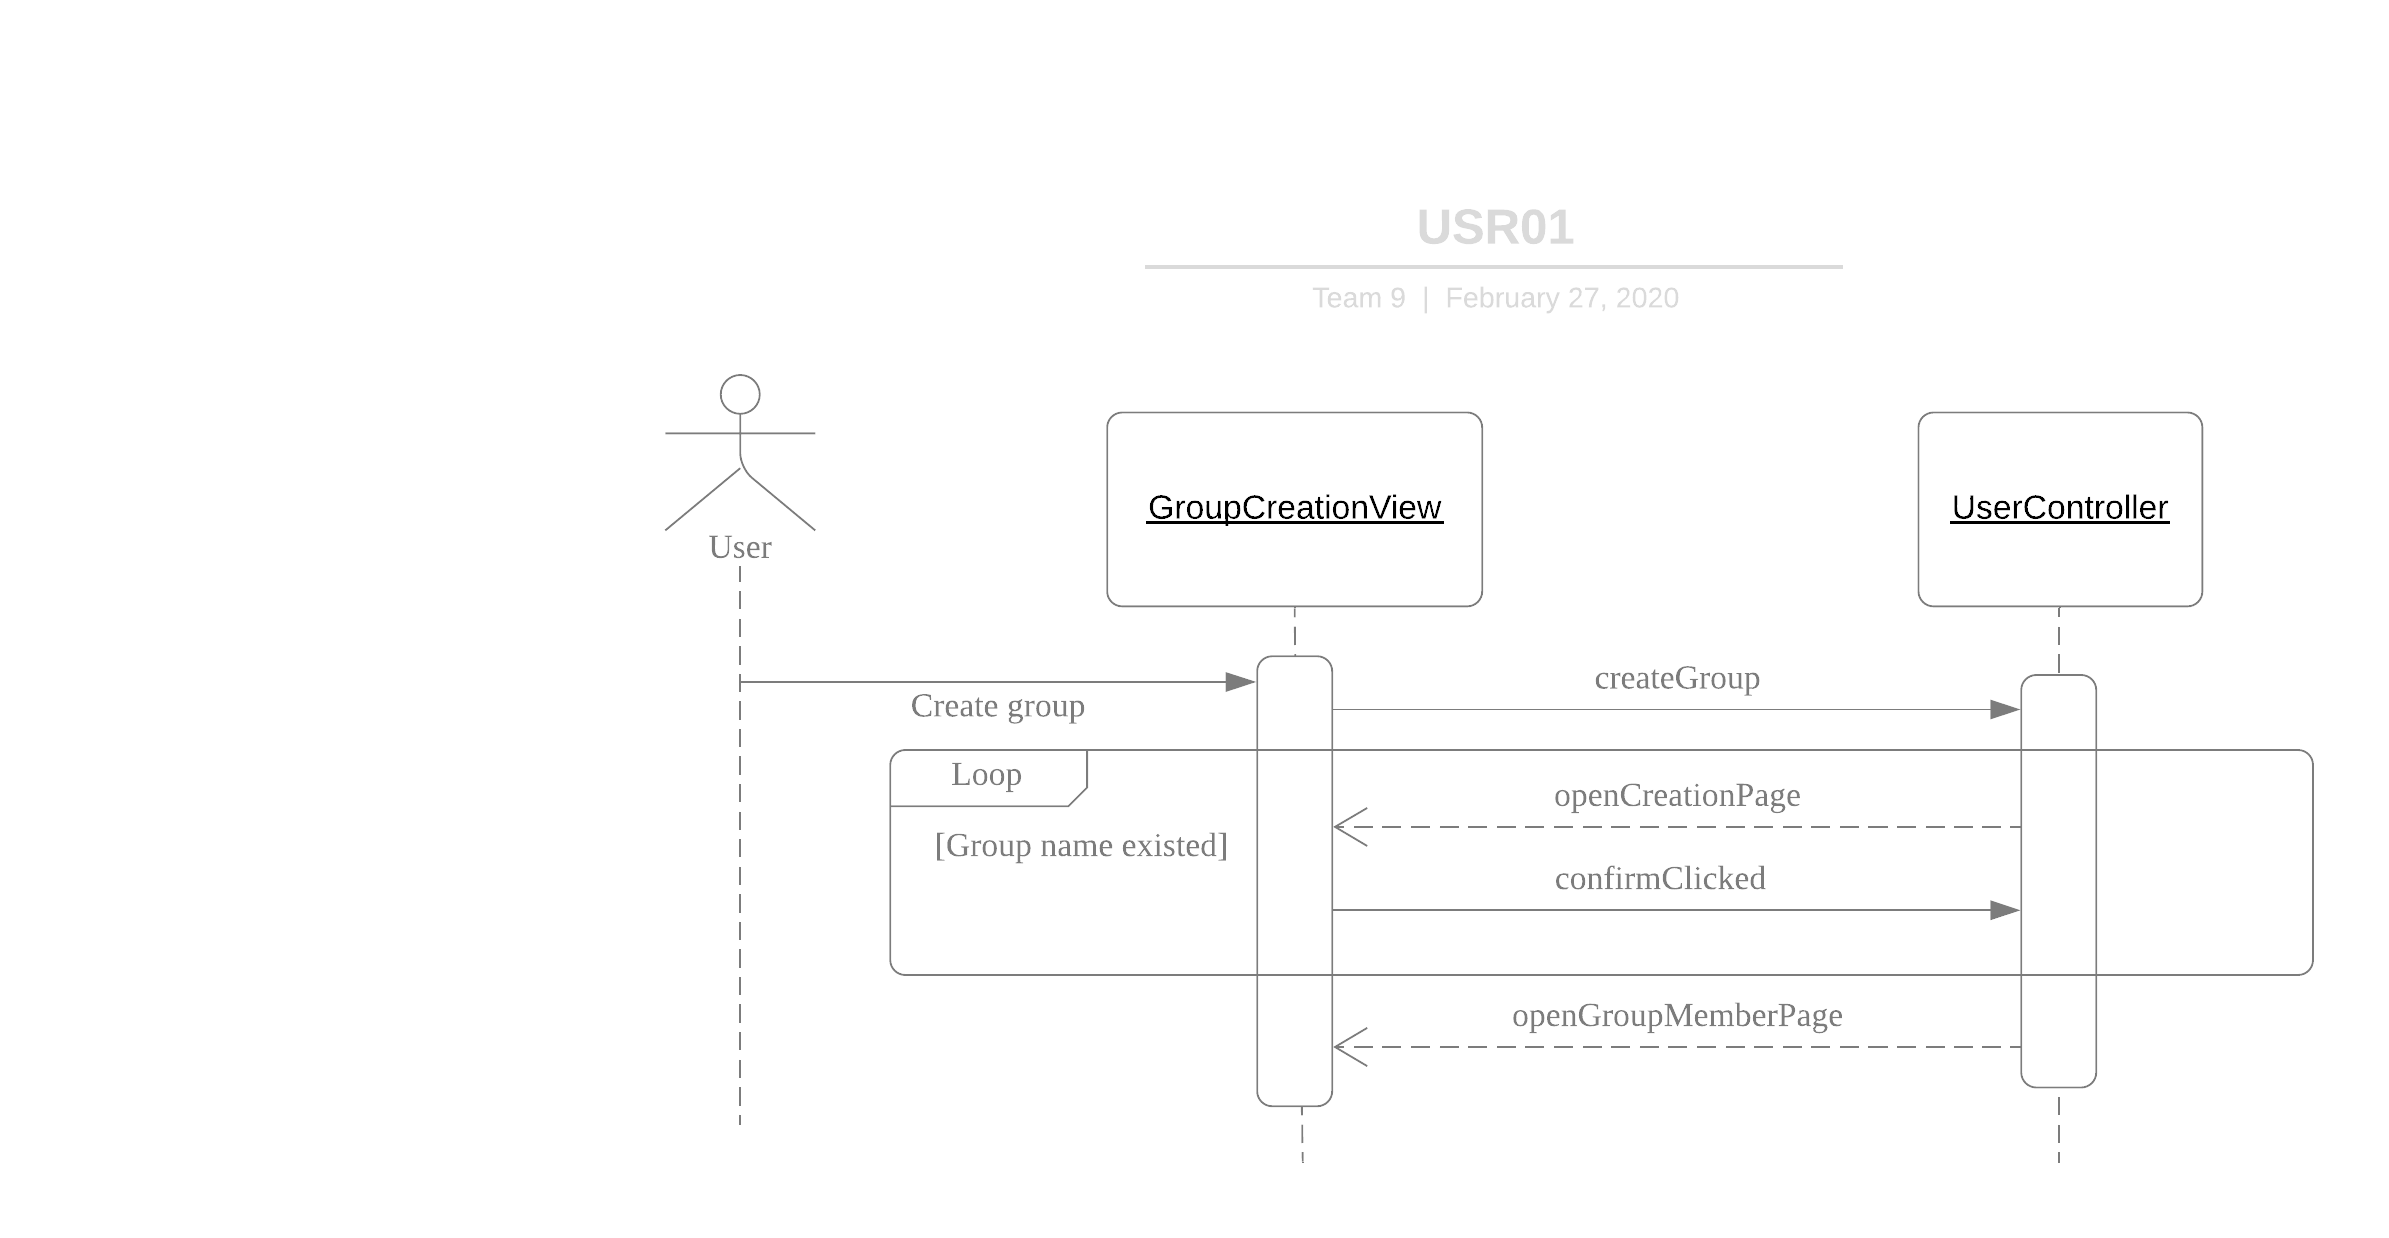 USR01
Team 9 | February 27, 2020
User
GroupCreationView
UserController
Create group
createGroup
Loop
openCreationPage
[Group name existed]
confirmClicked
openGroupMemberPage